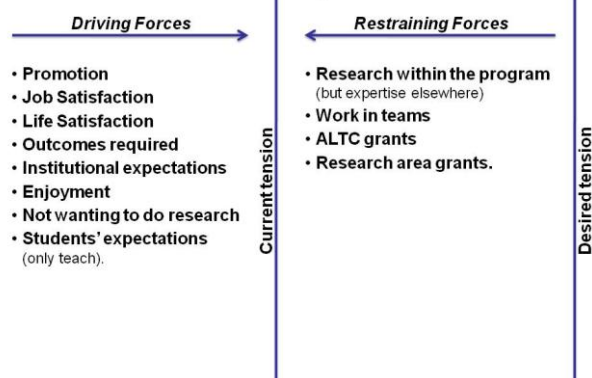 Driving Forces
• Promotion
• Job Satisfaction
• Life Satisfaction
• Outcomes required
• Institutional expectations
• Enjoyment
• Not wanting to do research
• Students’ expectations
(only teach).
Current tension
Restraining Forces
• Research within the program
(but expertise elsewhere)
• Work in teams
• ALTC grants
• Research area grants.
Desired tension